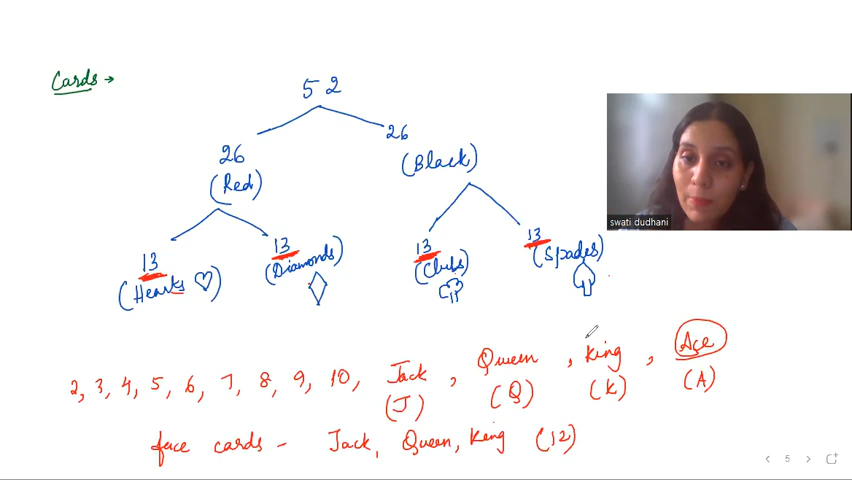 Cards →
52
26
26
(Red)
(Black)
13
13
13
13
(Hearts
(Diamonds)
(Clubs)
(Spades)
swati dudhani
2, 3, 4, 5, 6, 7, 8, 9, 10, Jack, Queen, King, Ace
(J) (Q) (K) (A)
face cards - Jack, Queen, King (12)
5